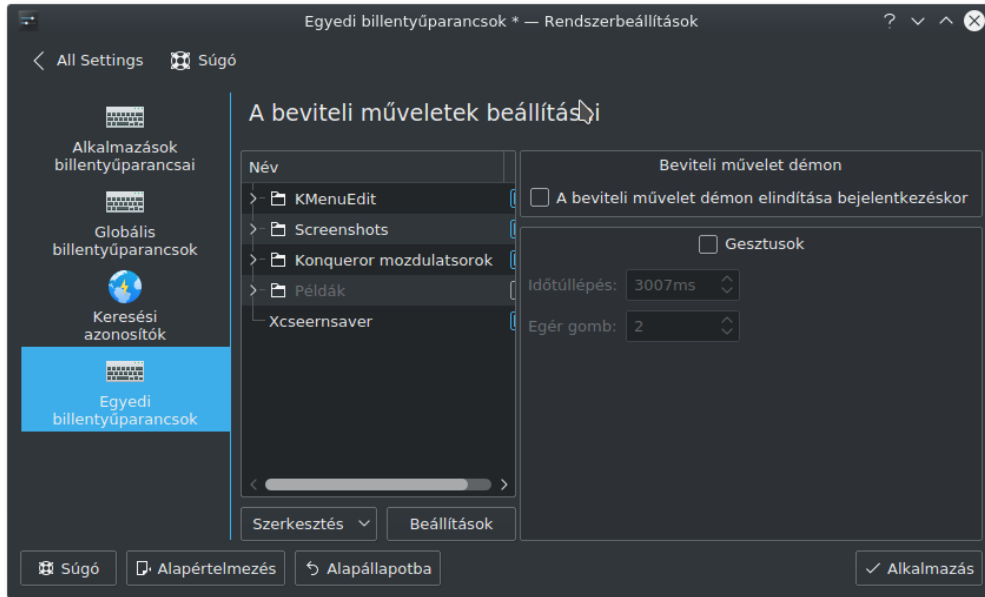 Egyedi billentyűparancsok * — Rendszerbeállítások
All Settings
Súgó
Alkalmazások
billentyűparancsai
Globális
billentyűparancsok
Keresési
azonosítók
Egyedi
billentyűparancsok
A beviteli műveletek beállításai
Név
KMenuEdit
Screenshots
Konqueror mozdulatsorok
Példák
Xcseernsaver
Szerkesztés
Beállítások
Beviteli művelet démon
A beviteli művelet démon elindítása bejelentkezéskor
Gesztusok
Időtúllépés: 3007ms
Egér gomb: 2
Súgó
Alapértelmezés
Alapállapotba
Alkalmazás